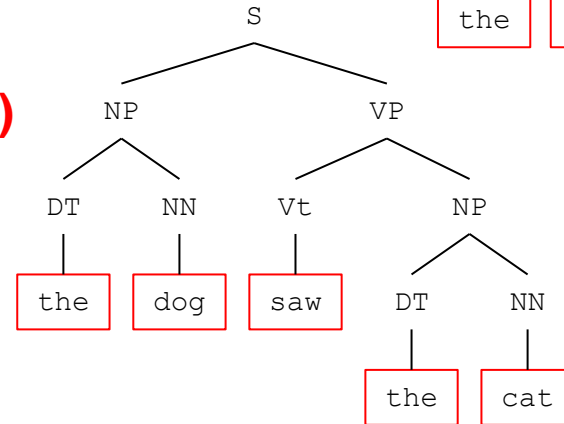 S
the
NP VP
)
DT NN Vt NP
the dog saw DT NN
the cat